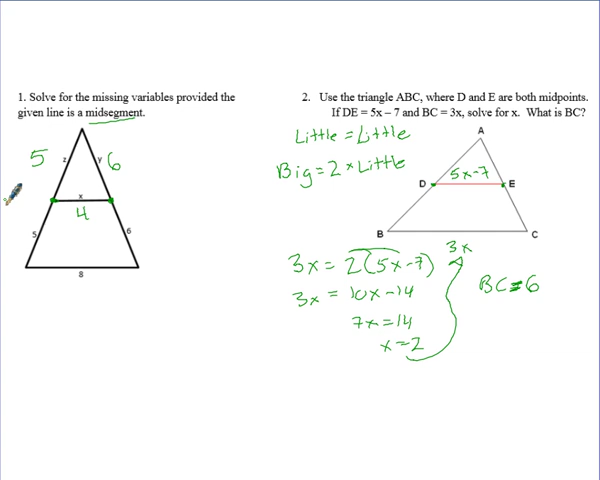 1. Solve for the missing variables provided the
given line is a midsegment.
5
z
y
6
x
4
5
6
8
2. Use the triangle ABC, where D and E are both midpoints.
If DE = 5x – 7 and BC = 3x, solve for x. What is BC?
Little = Little
Big = 2 × Little
A
5x-7
D
E
B
C
3x
3x = 2(5x-7)
3x = 10x-14
7x = 14
x = 2
BC = 6